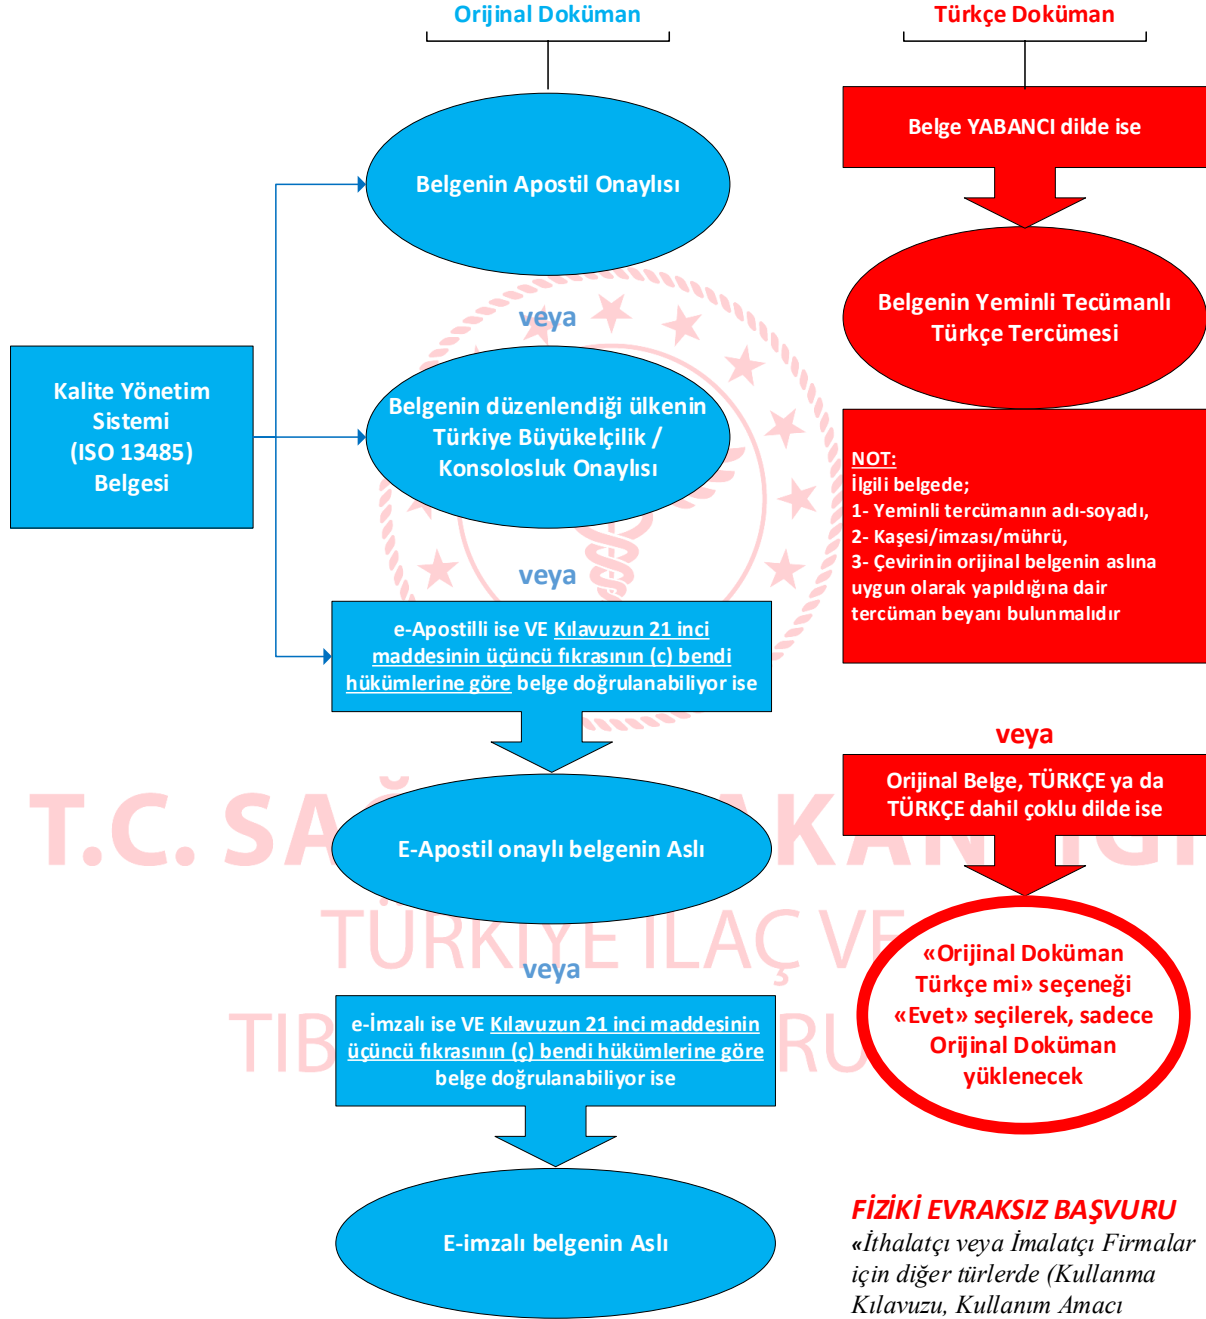 Orijinal Doküman
Belgenin Apostil Onaylısı
veya
Kalite Yönetim
Sistemi
(ISO 13485)
Belgesi
Belgenin düzenlendiği ülkenin
Türkiye Büyükelçilik /
Konsolosluk Onaylısı
veya
e-Apostilli ise VE Kılavuzun 21 inci
maddesinin üçüncü fıkrasının (c) bendi
hükümlerine göre belge doğrulanabiliyor ise
E-Apostil onaylı belgenin Aslı
veya
e-İmzalı ise VE Kılavuzun 21 inci maddesinin
üçüncü fıkrasının (ç) bendi hükümlerine göre
belge doğrulanabiliyor ise
E-imzalı belgenin Aslı
Türkçe Doküman
Belge YABANCI dilde ise
Belgenin Yeminli Tecümanlı
Türkçe Tercümesi
NOT:
İlgili belgede;
1- Yeminli tercümanın adı-soyadı,
2- Kaşesi/imzası/mührü,
3- Çevirinin orijinal belgenin aslına
uygun olarak yapıldığına dair
tercüman beyanı bulunmalıdır
veya
Orijinal Belge, TÜRKÇE ya da
TÜRKÇE dahil çoklu dilde ise
«Orijinal Doküman
Türkçe mi» seçeneği
«Evet» seçilerek, sadece
Orijinal Doküman
yüklenecek
FİZİKİ EVRAKSIZ BAŞVURU
«İthalatçı veya İmalatçı Firmalar
için diğer türlerde (Kullanma
Kılavuzu, Kullanım Amacı
T.C.
TÜRKİYE İLAÇ VE